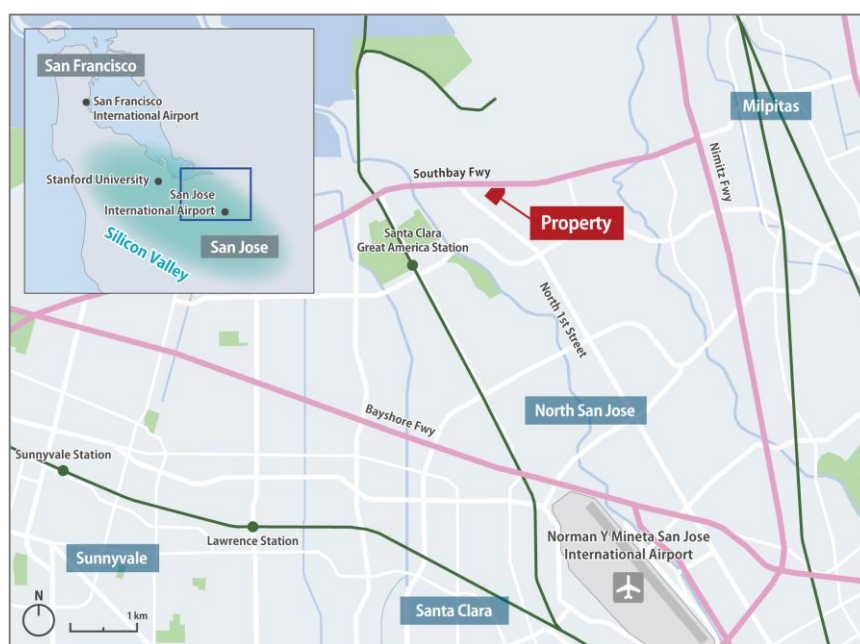 San Francisco
San Francisco
International Airport
Stanford University
San Jose
International Airport
San Jose
Silicon Valley
Milpitas
Southbay Fwy
Nimitz Fwy
Property
Santa Clara
Great America Station
North 1st Street
North San Jose
Bayshore Fwy
Sunnyvale Station
Lawrence Station
Norman Y Mineta San Jose
International Airport
Sunnyvale
Santa Clara
N
1 km